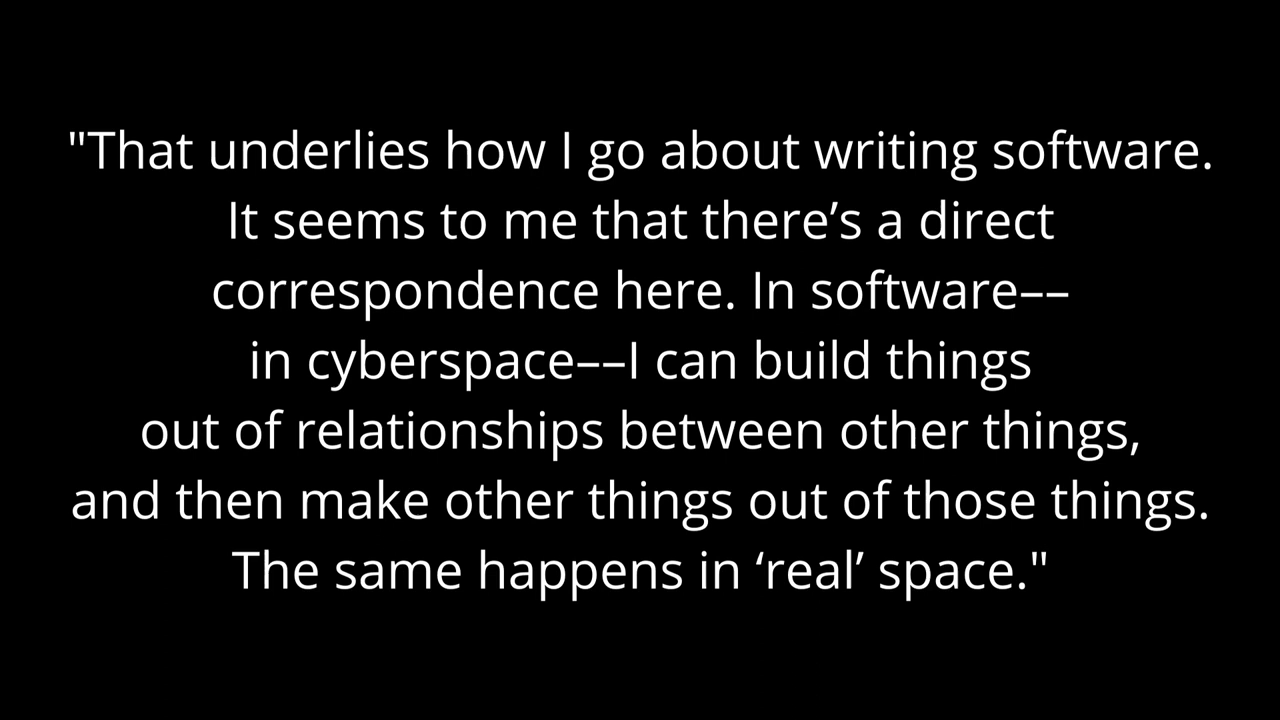 "That underlies how I go about writing software.
It seems to me that there’s a direct
correspondence here. In software––
in cyberspace––I can build things
out of relationships between other things,
and then make other things out of those things.
The same happens in ‘real’ space."